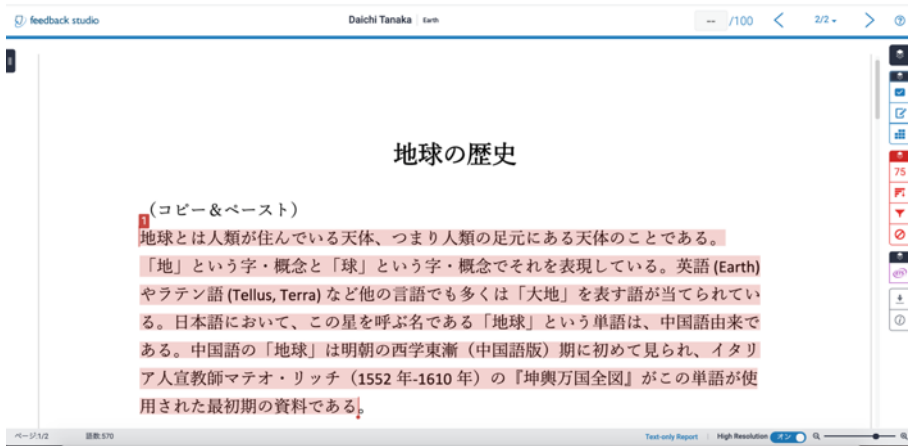 feedback studio
Daichi Tanaka Earth
-- /100
2/2
地球の歴史
（コピー＆ペースト）
1
地球とは人類が住んでいる天体、つまり人類の足元にある天体のことである。
「地」という字・概念と「球」という字・概念でそれを表現している。英語 (Earth)
やラテン語 (Tellus, Terra) など他の言語でも多くは「大地」を表す語が当てられてい
る。日本語において、この星を呼ぶ名である「地球」という単語は、中国語由来で
ある。中国語の「地球」は明朝の西学東漸（中国語版）期に初めて見られ、イタリ
ア人宣教師マテオ・リッチ（1552 年-1610 年）の『坤輿万国全図』がこの単語が使
用された最初期の資料である。
75
ページ:1/2 語数:570
Text-only Report High Resolution オン